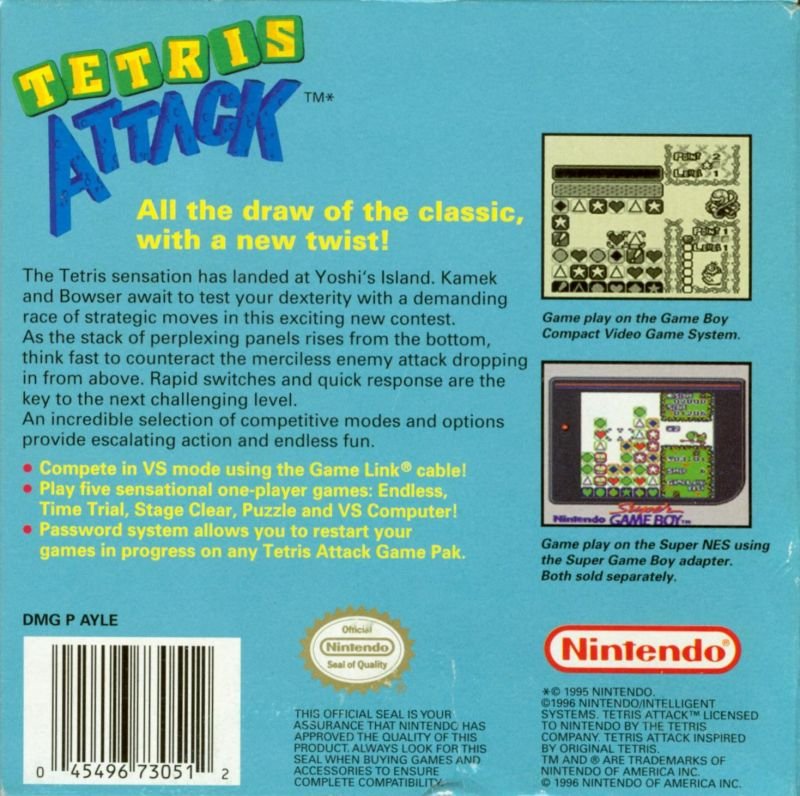 TETRIS
ATTACK
TM*
All the draw of the classic,
with a new twist!
The Tetris sensation has landed at Yoshi's Island. Kamek
and Bowser await to test your dexterity with a demanding
race of strategic moves in this exciting new contest.
As the stack of perplexing panels rises from the bottom,
think fast to counteract the merciless enemy attack dropping
in from above. Rapid switches and quick response are the
key to the next challenging level.
An incredible selection of competitive modes and options
provide escalating action and endless fun.
• Compete in VS mode using the Game Link® cable!
• Play five sensational one-player games: Endless,
Time Trial, Stage Clear, Puzzle and VS Computer!
• Password system allows you to restart your
games in progress on any Tetris Attack Game Pak.
Game play on the Game Boy
Compact Video Game System.
Super
Nintendo GAME BOY™
Game play on the Super NES using
the Super Game Boy adapter.
Both sold separately.
DMG P AYLE
0 45496 73051 2
Official
Nintendo
Seal of Quality
THIS OFFICIAL SEAL IS YOUR
ASSURANCE THAT NINTENDO HAS
APPROVED THE QUALITY OF THIS
PRODUCT. ALWAYS LOOK FOR THIS
SEAL WHEN BUYING GAMES AND
ACCESSORIES TO ENSURE
COMPLETE COMPATIBILITY.
Nintendo®
*© 1995 NINTENDO.
©1996 NINTENDO/INTELLIGENT
SYSTEMS. TETRIS ATTACK™ LICENSED
TO NINTENDO BY THE TETRIS
COMPANY. TETRIS ATTACK INSPIRED
BY ORIGINAL TETRIS.
TM AND ® ARE TRADEMARKS OF
NINTENDO OF AMERICA INC.
© 1996 NINTENDO OF AMERICA INC.